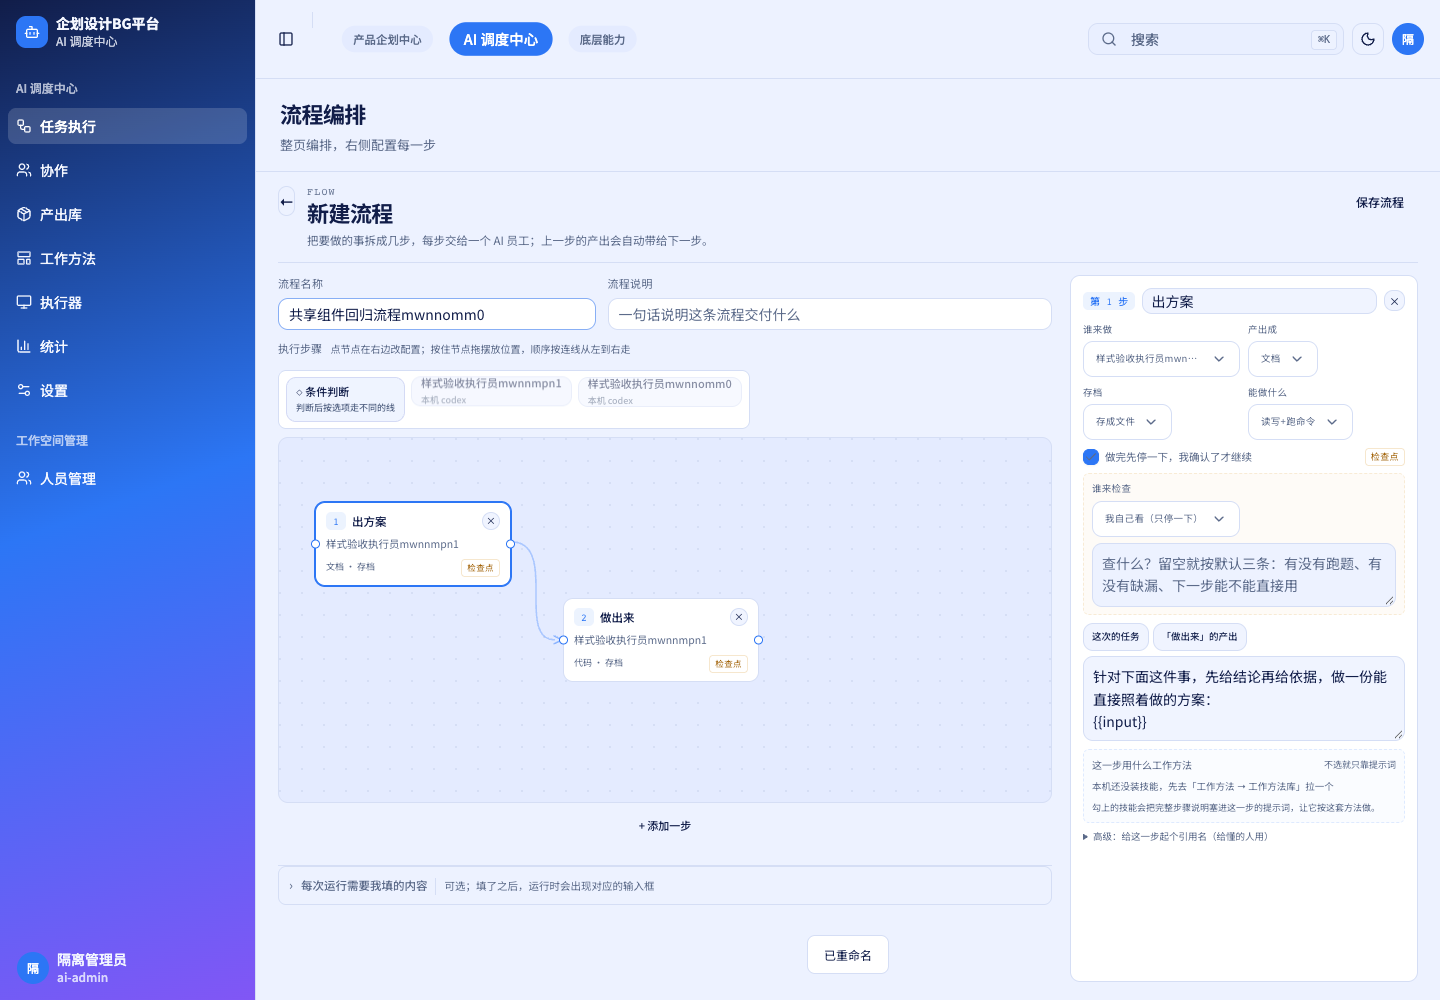 企划设计BG平台
AI 调度中心
AI 调度中心
任务执行
协作
产出库
工作方法
执行器
统计
设置
工作空间管理
人员管理
隔
隔离管理员
ai-admin
产品企划中心
AI 调度中心
底层能力
搜索
⌘K
隔
流程编排
整页编排，右侧配置每一步
FLOW
新建流程
把要做的事拆成几步，每步交给一个 AI 员工；上一步的产出会自动带给下一步。
保存流程
流程名称
流程说明
共享组件回归流程mwnnomm0
一句话说明这条流程交付什么
执行步骤 点节点在右边改配置；按住节点拖摆放位置，顺序按连线从左到右走
◇ 条件判断
判断后按选项走不同的线
样式验收执行员mwnnmpn1
本机 codex
样式验收执行员mwnnomm0
本机 codex
1 出方案
样式验收执行员mwnnmpn1
文档 · 存档
检查点
2 做出来
样式验收执行员mwnnmpn1
代码 · 存档
检查点
+ 添加一步
› 每次运行需要我填的内容 可选；填了之后，运行时会出现对应的输入框
已重命名
第 1 步
出方案
谁来做
产出成
样式验收执行员mwn···
文档
存档
能做什么
存成文件
读写+跑命令
做完先停一下，我确认了才继续
检查点
谁来检查
我自己看（只停一下）
查什么？留空就按默认三条：有没有跑题、有
没有缺漏、下一步能不能直接用
这次的任务
「做出来」的产出
针对下面这件事，先给结论再给依据，做一份能
直接照着做的方案：
{{input}}
这一步用什么工作方法
不选就只靠提示词
本机还没装技能，先去「工作方法 → 工作方法库」拉一个
勾上的技能会把完整步骤说明塞进这一步的提示词，让它按这套方法做。
高级：给这一步起个引用名（给懂的人用）